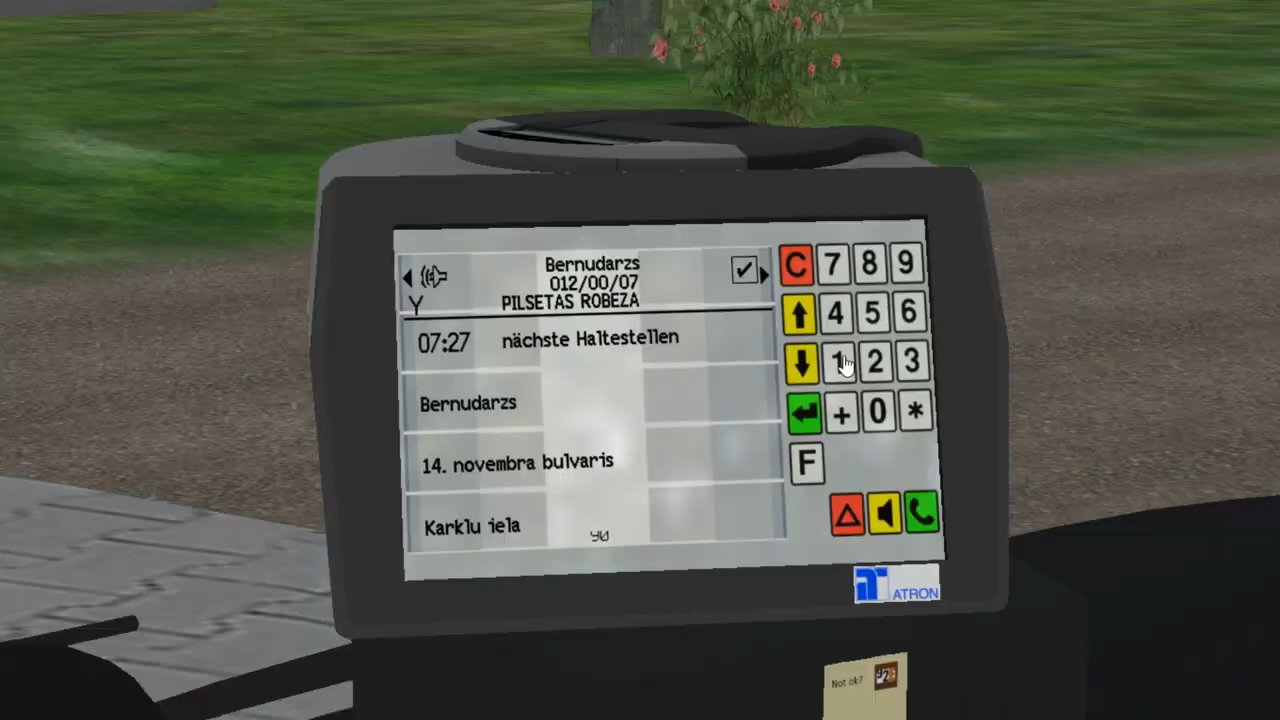 Bernudarzs
012/00/07
PILSETAS ROBEZA
07:27 nächste Haltestellen
Bernudarzs
14. novembra bulvaris
Karklu iela
C 7 8 9
4 5 6
1 2 3
+ 0 *
F
ATRON
Not ok?